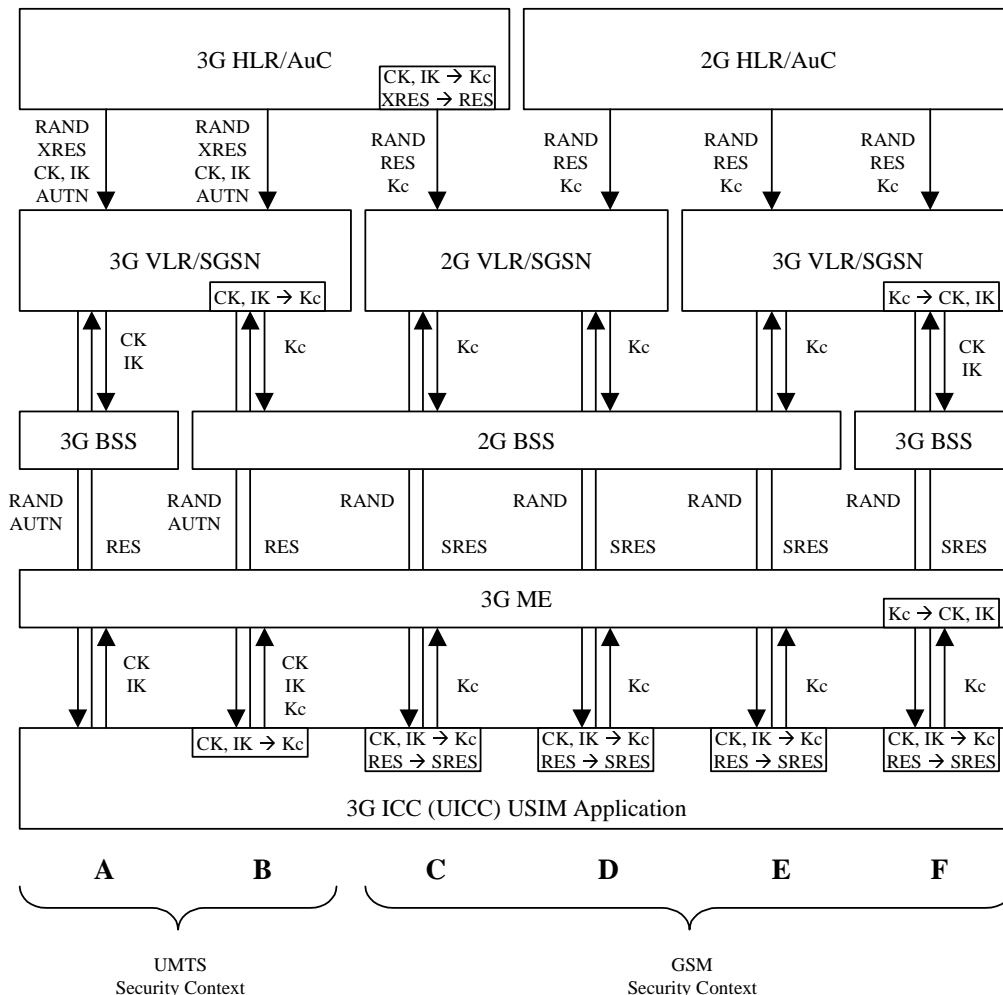 3G HLR/AuC
2G HLR/AuC
CK, IK → Kc
XRES → RES
RAND
XRES
CK, IK
AUTN
RAND
XRES
CK, IK
AUTN
RAND
RES
Kc
RAND
RES
Kc
RAND
RES
Kc
RAND
RES
Kc
3G VLR/SGSN
2G VLR/SGSN
3G VLR/SGSN
CK, IK → Kc
Kc → CK, IK
CK
IK
Kc
Kc
Kc
Kc
CK
IK
3G BSS
2G BSS
3G BSS
RAND
AUTN
RES
RAND
AUTN
RES
RAND
SRES
RAND
SRES
RAND
SRES
RAND
SRES
3G ME
Kc → CK, IK
CK
IK
CK
IK
Kc
Kc
Kc
Kc
Kc
CK, IK → Kc
CK, IK → Kc
RES → SRES
CK, IK → Kc
RES → SRES
CK, IK → Kc
RES → SRES
CK, IK → Kc
RES → SRES
3G ICC (UICC) USIM Application
A B C D E F
UMTS
Security Context
GSM
Security Context